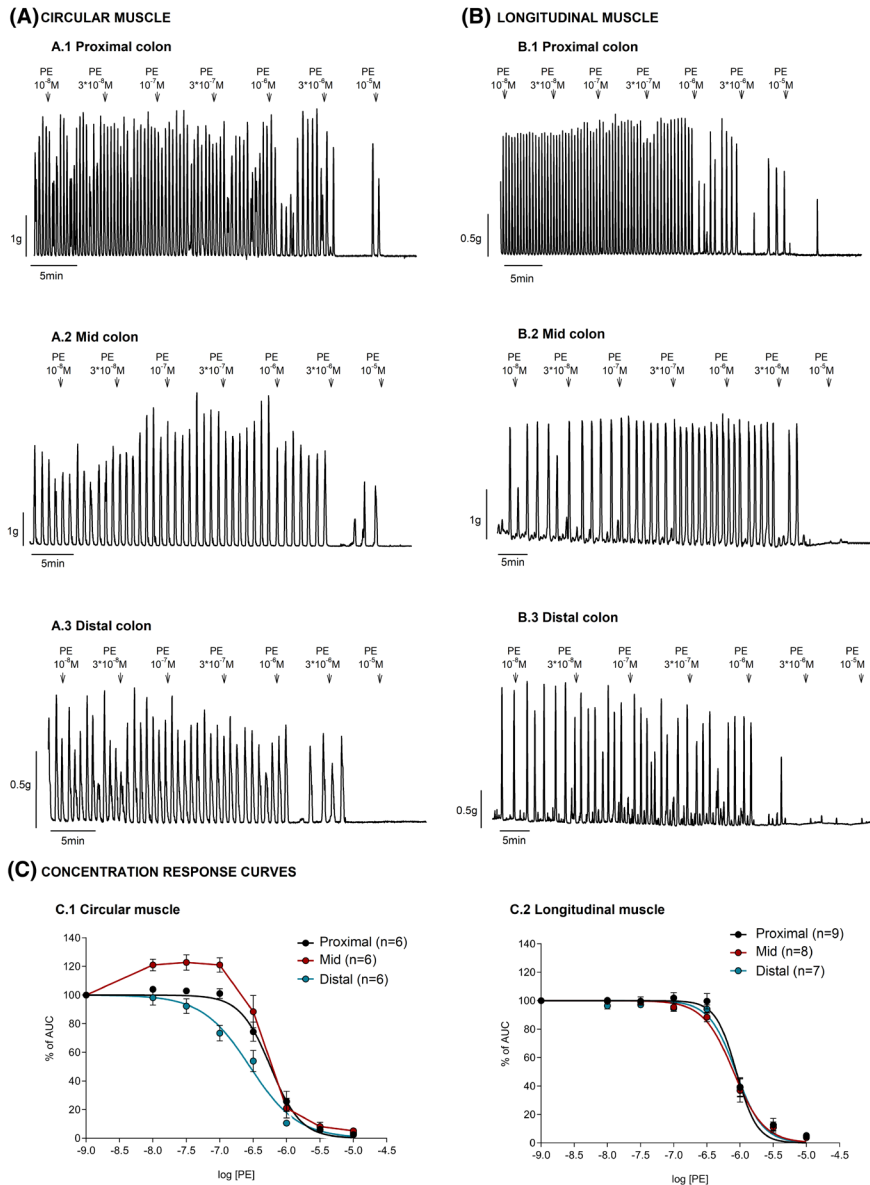 (A) CIRCULAR MUSCLE
A.1 Proximal colon
PE PE PE PE PE PE PE
10⁻⁸M 3*10⁻⁸M 10⁻⁷M 3*10⁻⁷M 10⁻⁶M 3*10⁻⁶M 10⁻⁵M
1g
5min
A.2 Mid colon
PE PE PE PE PE PE PE
10⁻⁸M 3*10⁻⁸M 10⁻⁷M 3*10⁻⁷M 10⁻⁶M 3*10⁻⁶M 10⁻⁵M
1g
5min
A.3 Distal colon
PE PE PE PE PE PE PE
10⁻⁸M 3*10⁻⁸M 10⁻⁷M 3*10⁻⁷M 10⁻⁶M 3*10⁻⁶M 10⁻⁵M
0.5g
5min
(B) LONGITUDINAL MUSCLE
B.1 Proximal colon
PE PE PE PE PE PE PE
10⁻⁸M 3*10⁻⁸M 10⁻⁷M 3*10⁻⁷M 10⁻⁶M 3*10⁻⁶M 10⁻⁵M
0.5g
5min
B.2 Mid colon
PE PE PE PE PE PE PE
10⁻⁸M 3*10⁻⁸M 10⁻⁷M 3*10⁻⁷M 10⁻⁶M 3*10⁻⁶M 10⁻⁵M
1g
5min
B.3 Distal colon
PE PE PE PE PE PE PE
10⁻⁸M 3*10⁻⁸M 10⁻⁷M 3*10⁻⁷M 10⁻⁶M 3*10⁻⁶M 10⁻⁵M
0.5g
5min
(C) CONCENTRATION RESPONSE CURVES
C.1 Circular muscle
Proximal (n=6)
Mid (n=6)
Distal (n=6)
140
120
100
80
60
40
20
0
% of AUC
-9.0 -8.5 -8.0 -7.5 -7.0 -6.5 -6.0 -5.5 -5.0 -4.5
log [PE]
C.2 Longitudinal muscle
Proximal (n=9)
Mid (n=8)
Distal (n=7)
140
120
100
80
60
40
20
0
% of AUC
-9.0 -8.5 -8.0 -7.5 -7.0 -6.5 -6.0 -5.5 -5.0 -4.5
log [PE]